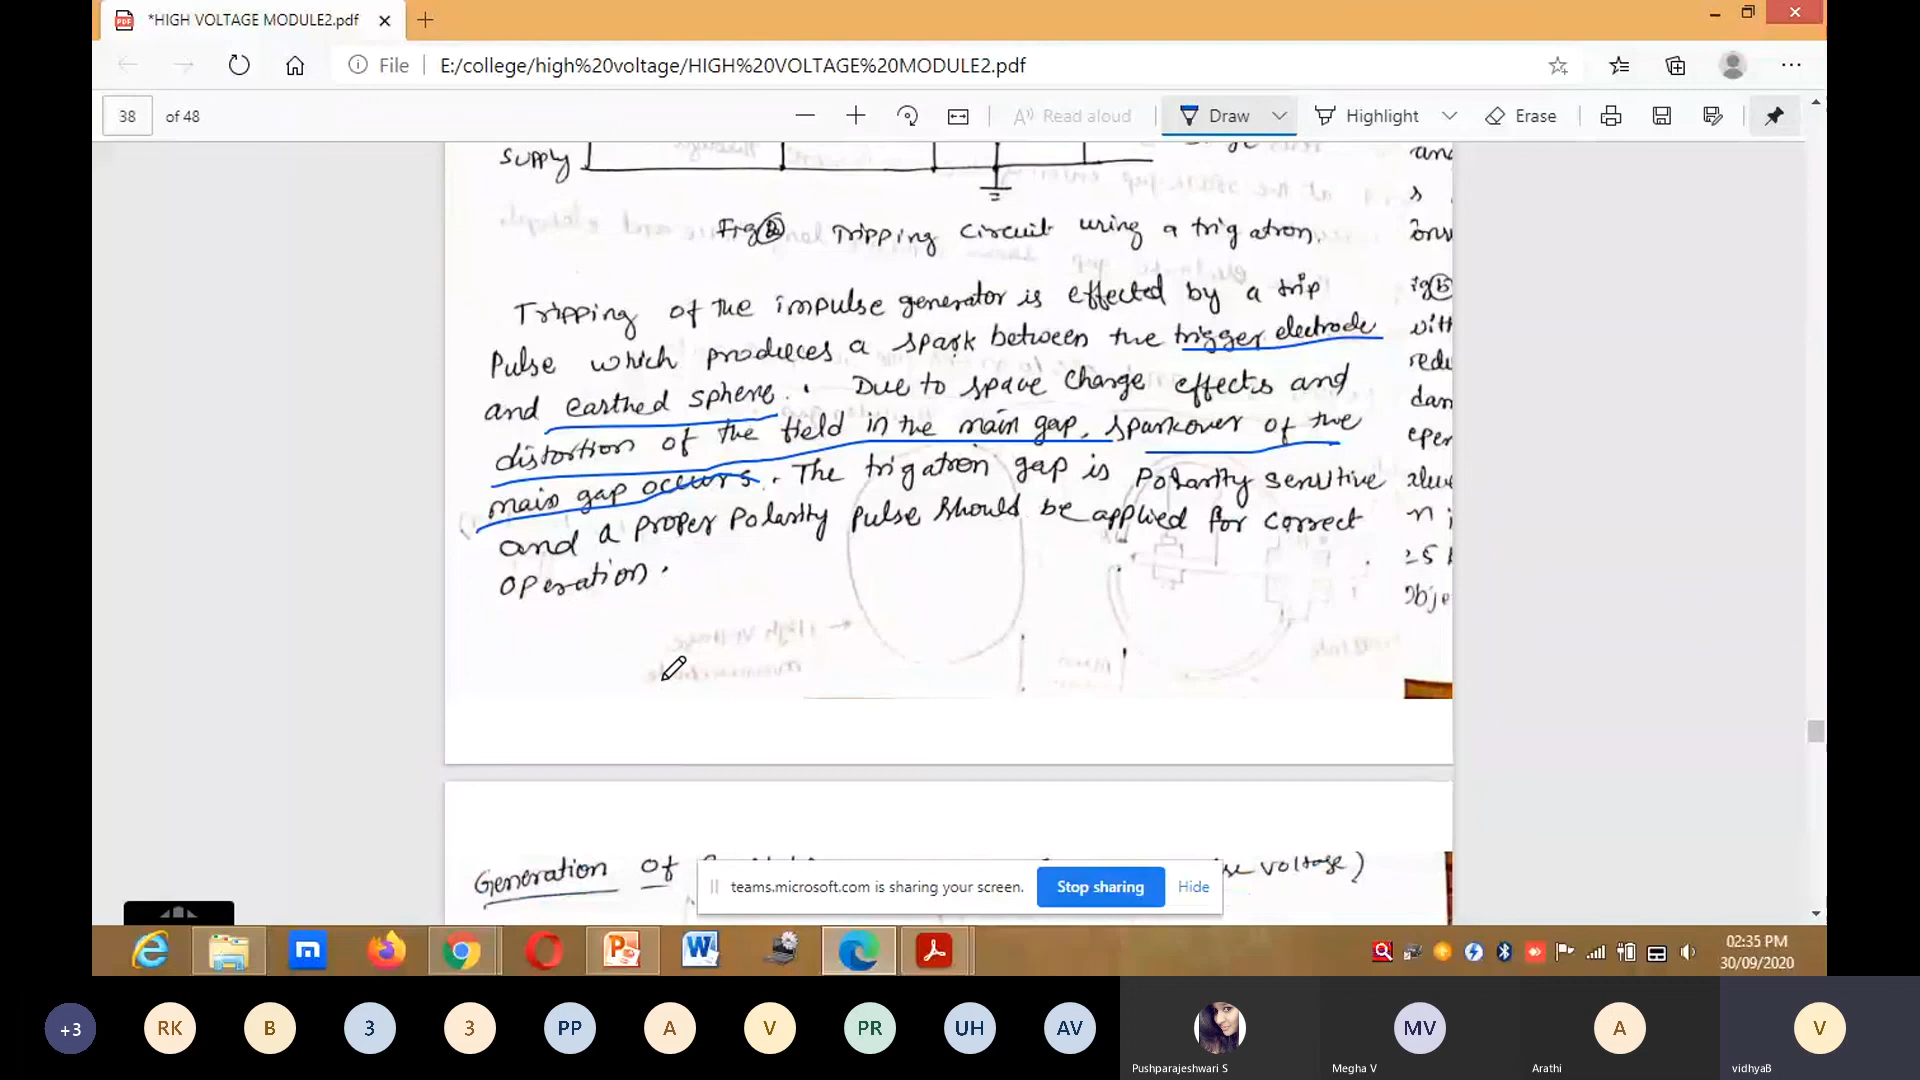 *HIGH VOLTAGE MODULE2.pdf
File E:/college/high%20voltage/HIGH%20VOLTAGE%20MODULE2.pdf
38 of 48 Read aloud Draw Highlight Erase
Supply
Fig Tripping circuit using a trigatron.
Tripping of the impulse generator is effected by a trip
Pulse which produces a spark between the trigger electrode
and earthed sphere. Due to space charge effects and
distortion of the field in the main gap, sparkover of the
main gap occurs. The trigatron gap is Polarity sensitive
and a proper Polarity pulse should be applied for correct
operation.
Generation of
voltage)
teams.microsoft.com is sharing your screen. Stop sharing Hide
02:35 PM
30/09/2020
+3 RK B 3 3 PP A V PR UH AV MV A V
Pushparajeshwari S Megha V Arathi vidhyaB